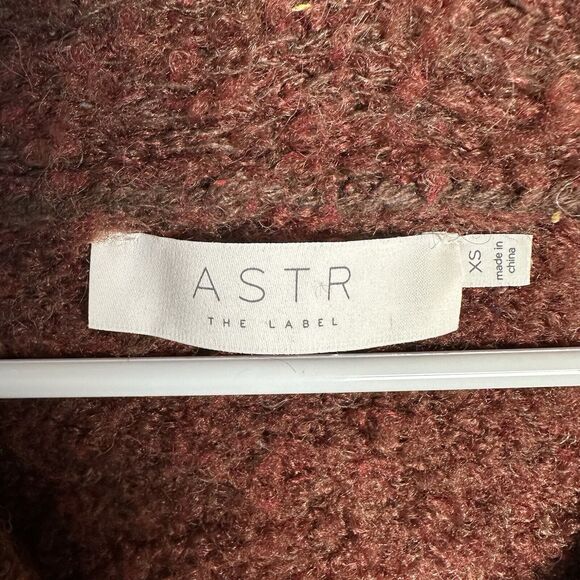 ASTR
THE LABEL
XS
made in
china